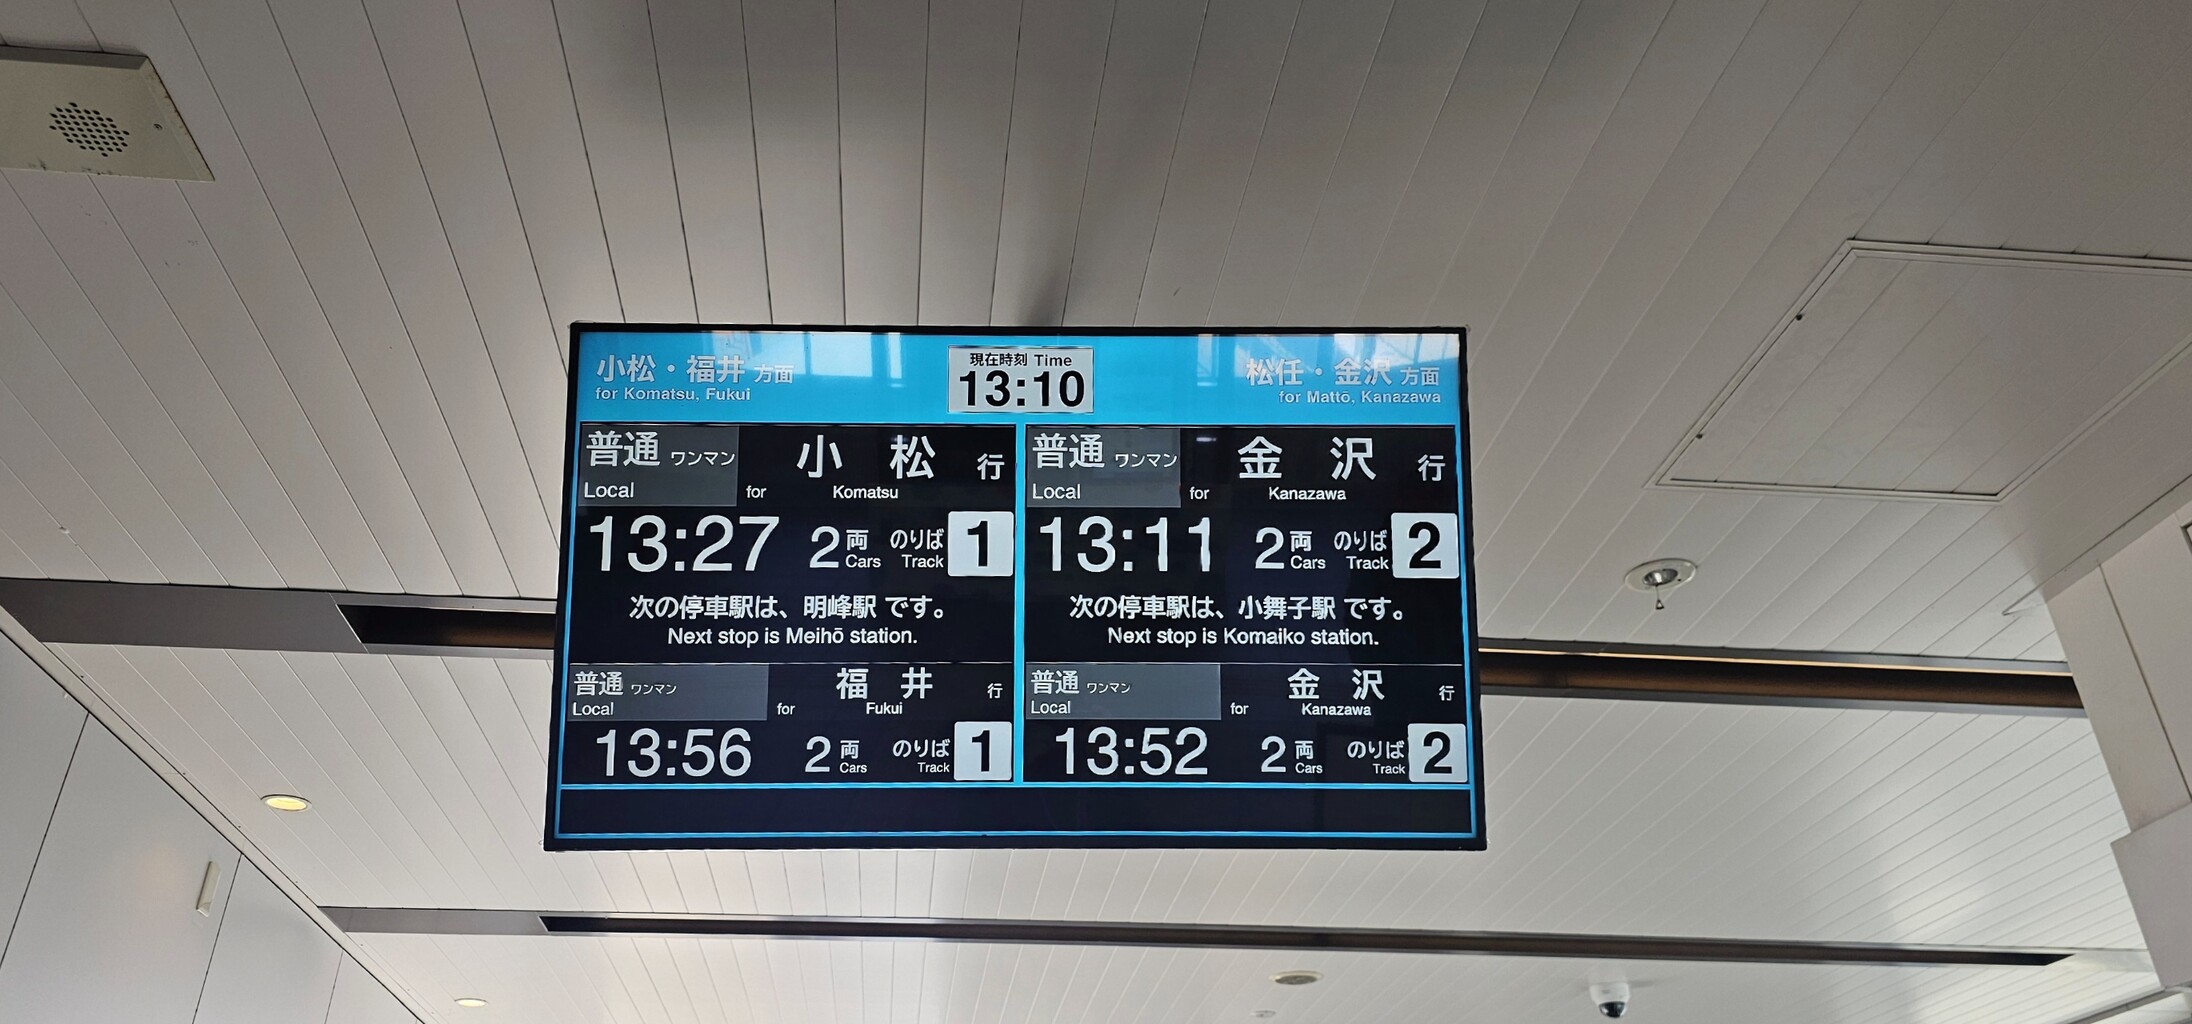 小松・福井 方面
for Komatsu, Fukui
現在時刻 Time
13:10
松任・金沢 方面
for Mattō, Kanazawa
普通 ワンマン 小松 行
Local for Komatsu
13:27 2両 Cars のりば Track 1
次の停車駅は、明峰駅 です。
Next stop is Meihō station.
普通 ワンマン 福井 行
Local for Fukui
13:56 2両 Cars のりば Track 1
普通 ワンマン 金沢 行
Local for Kanazawa
13:11 2両 Cars のりば Track 2
次の停車駅は、小舞子駅 です。
Next stop is Komaiko station.
普通 ワンマン 金沢 行
Local for Kanazawa
13:52 2両 Cars のりば Track 2